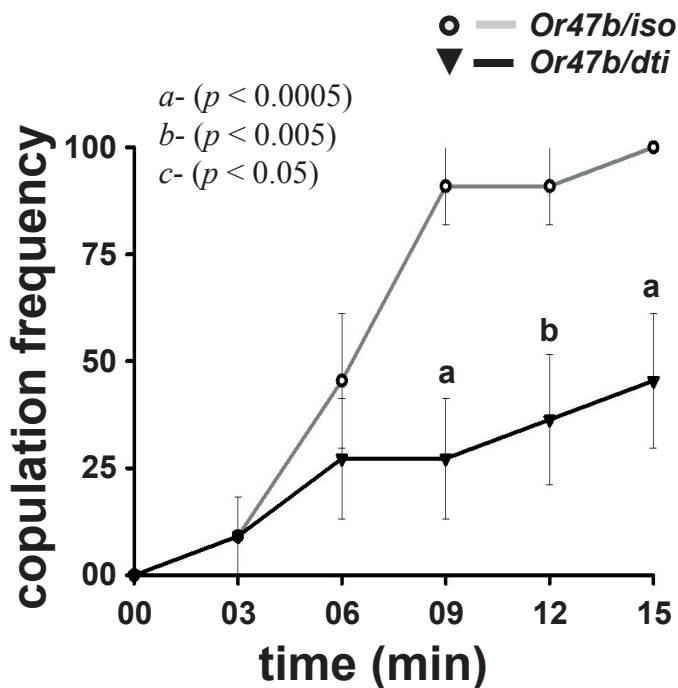 Or47b/iso
Or47b/dti
a- (p < 0.0005)
b- (p < 0.005)
c- (p < 0.05)
copulation frequency
100
75
50
25
00
a
b
a
00 03 06 09 12 15
time (min)